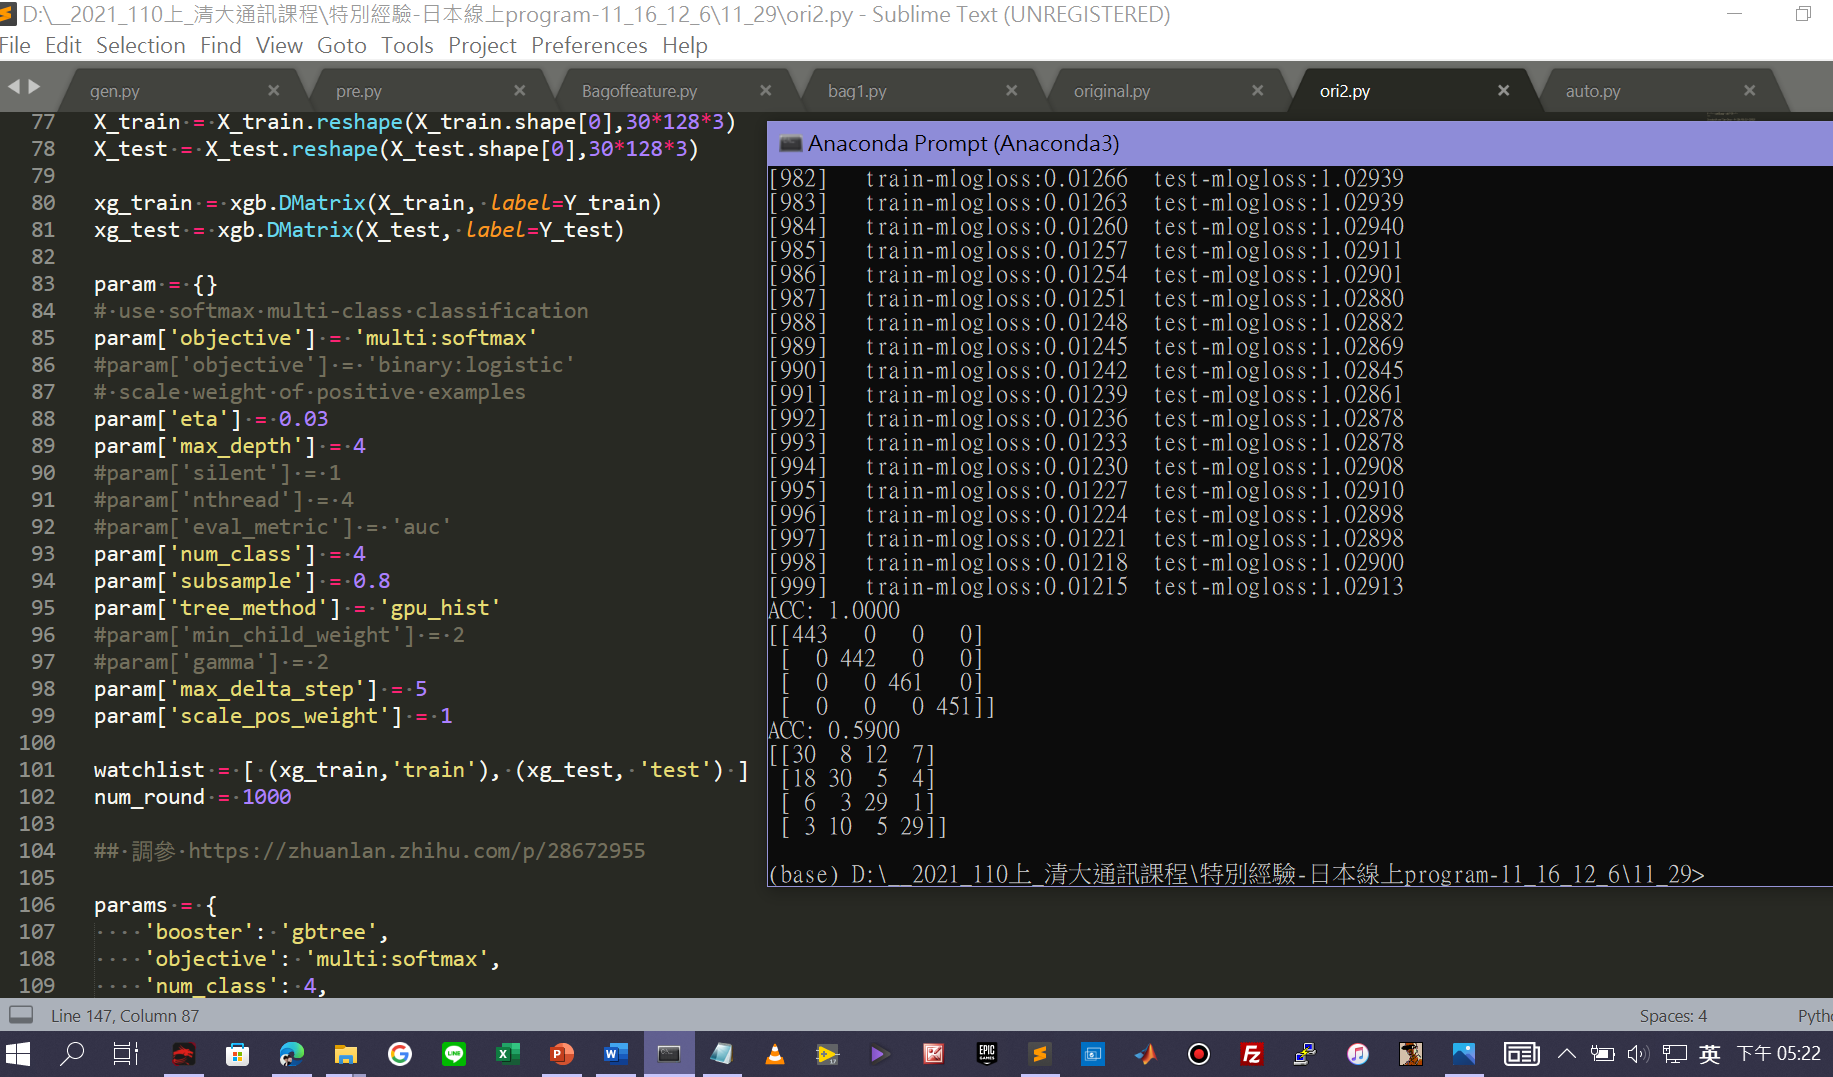 D:\__2021_110上_清大通訊課程\特別經驗-日本線上program-11_16_12_6\11_29\ori2.py - Sublime Text (UNREGISTERED)
File Edit Selection Find View Goto Tools Project Preferences Help
gen.py pre.py Bagoffeature.py bag1.py original.py ori2.py auto.py
77 X_train = X_train.reshape(X_train.shape[0],30*128*3)
78 X_test = X_test.reshape(X_test.shape[0],30*128*3)
79
80 xg_train = xgb.DMatrix(X_train, label=Y_train)
81 xg_test = xgb.DMatrix(X_test, label=Y_test)
82
83 param = {}
84 # use softmax multi-class classification
85 param['objective'] = 'multi:softmax'
86 #param['objective'] = 'binary:logistic'
87 # scale weight of positive examples
88 param['eta'] = 0.03
89 param['max_depth'] = 4
90 #param['silent'] = 1
91 #param['nthread'] = 4
92 #param['eval_metric'] = 'auc'
93 param['num_class'] = 4
94 param['subsample'] = 0.8
95 param['tree_method'] = 'gpu_hist'
96 #param['min_child_weight'] = 2
97 #param['gamma'] = 2
98 param['max_delta_step'] = 5
99 param['scale_pos_weight'] = 1
100
101 watchlist = [ (xg_train,'train'), (xg_test, 'test') ]
102 num_round = 1000
103
104 ## 調參 https://zhuanlan.zhihu.com/p/28672955
105
106 params = {
107 'booster': 'gbtree',
108 'objective': 'multi:softmax',
109 'num_class': 4,
Anaconda Prompt (Anaconda3)
[982] train-mlogloss:0.01266 test-mlogloss:1.02939
[983] train-mlogloss:0.01263 test-mlogloss:1.02939
[984] train-mlogloss:0.01260 test-mlogloss:1.02940
[985] train-mlogloss:0.01257 test-mlogloss:1.02911
[986] train-mlogloss:0.01254 test-mlogloss:1.02901
[987] train-mlogloss:0.01251 test-mlogloss:1.02880
[988] train-mlogloss:0.01248 test-mlogloss:1.02882
[989] train-mlogloss:0.01245 test-mlogloss:1.02869
[990] train-mlogloss:0.01242 test-mlogloss:1.02845
[991] train-mlogloss:0.01239 test-mlogloss:1.02861
[992] train-mlogloss:0.01236 test-mlogloss:1.02878
[993] train-mlogloss:0.01233 test-mlogloss:1.02878
[994] train-mlogloss:0.01230 test-mlogloss:1.02908
[995] train-mlogloss:0.01227 test-mlogloss:1.02910
[996] train-mlogloss:0.01224 test-mlogloss:1.02898
[997] train-mlogloss:0.01221 test-mlogloss:1.02898
[998] train-mlogloss:0.01218 test-mlogloss:1.02900
[999] train-mlogloss:0.01215 test-mlogloss:1.02913
ACC: 1.0000
[[443 0 0 0]
[ 0 442 0 0]
[ 0 0 461 0]
[ 0 0 0 451]]
ACC: 0.5900
[[30 8 12 7]
[18 30 5 4]
[ 6 3 29 1]
[ 3 10 5 29]]
(base) D:\__2021_110上_清大通訊課程\特別經驗-日本線上program-11_16_12_6\11_29>
Line 147, Column 87 Spaces: 4 Pytho
英 下午 05:22